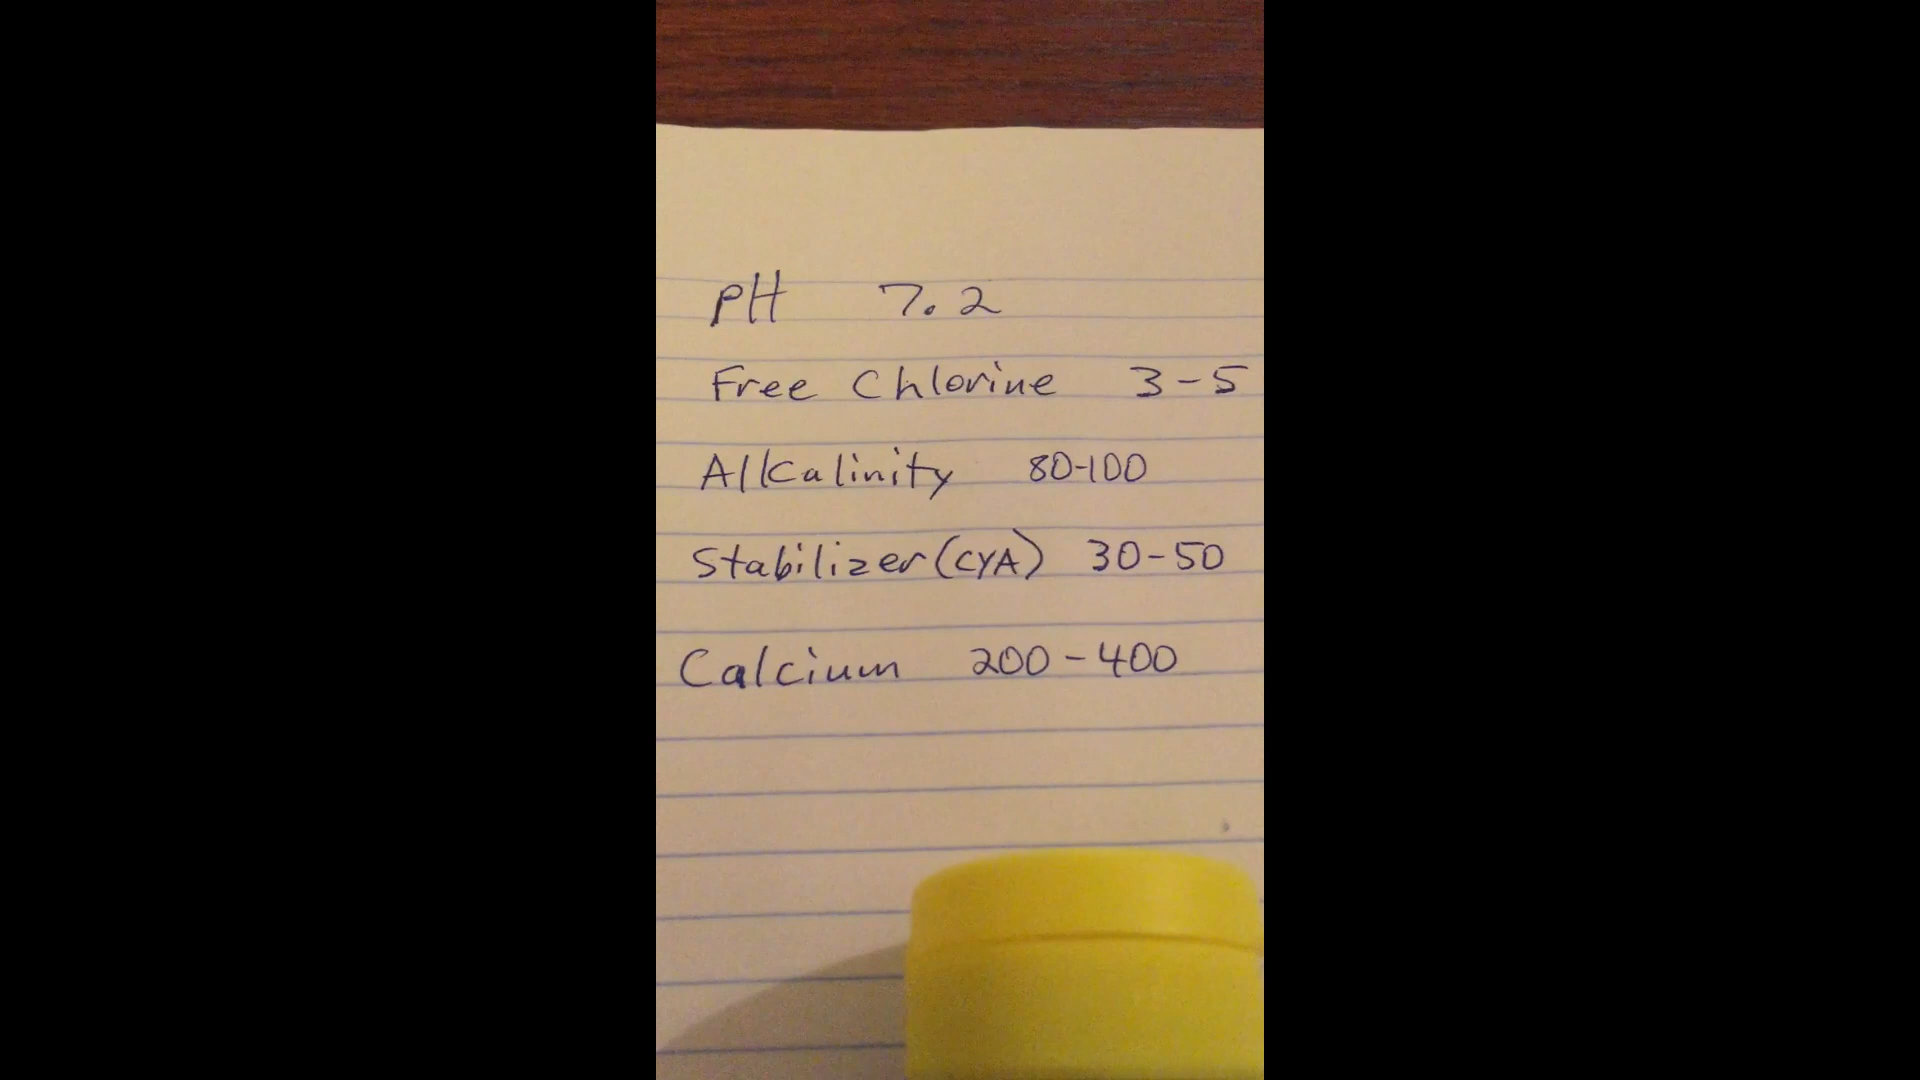 pH 7.2
Free Chlorine 3-5
Alkalinity 80-100
Stabilizer (CYA) 30-50
Calcium 200-400